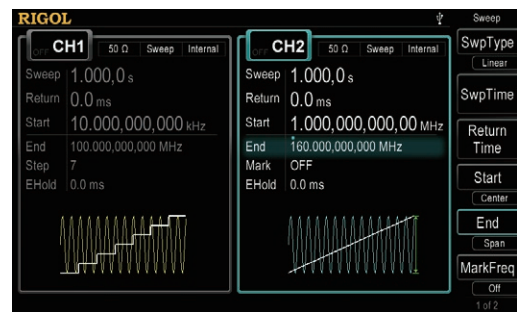 RIGOL
Sweep
OFF CH1 50 Ω Sweep Internal
Sweep 1.000,0 s
Return 0.0 ms
Start 10.000,000,000 kHz
End 100.000,000,000 MHz
Step 7
EHold 0.0 ms
OFF CH2 50 Ω Sweep Internal
Sweep 1.000,0 s
Return 0.0 ms
Start 1.000,000,000,00 MHz
End 160.000,000,000 MHz
Mark OFF
EHold 0.0 ms
SwpType
Linear
SwpTime
Return
Time
Start
Center
End
Span
MarkFreq
Off
1 of 2